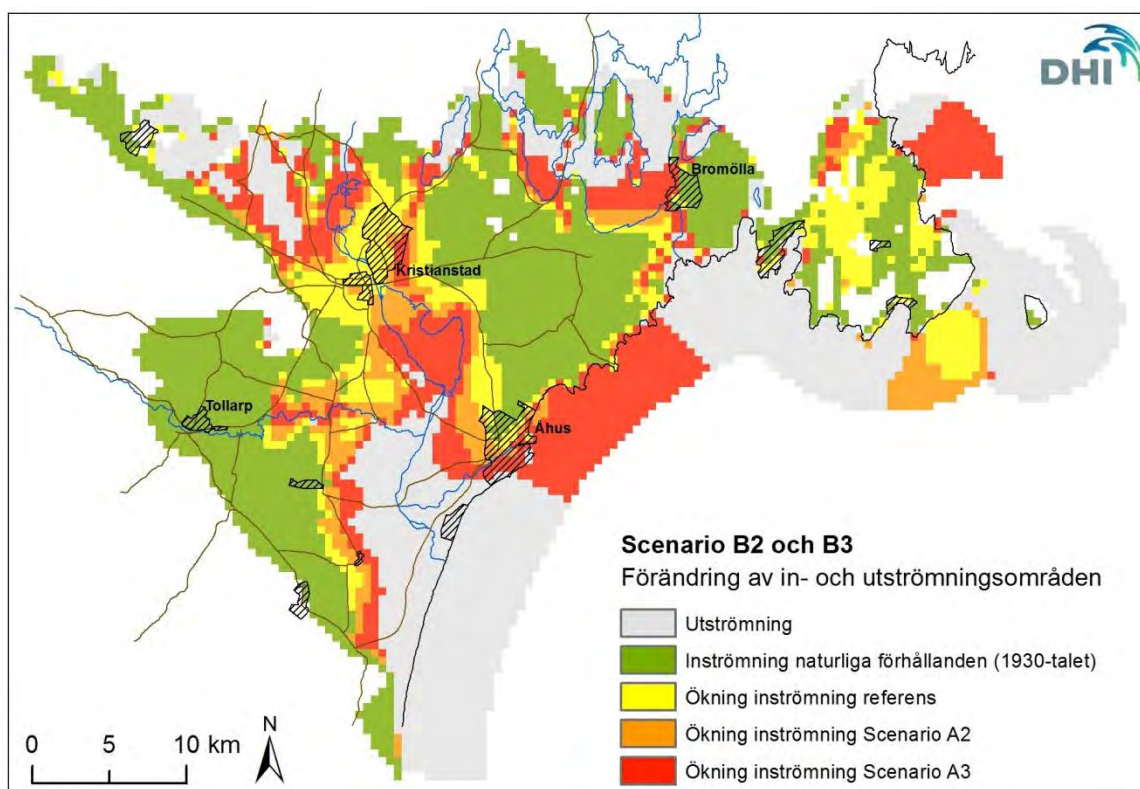 DHI
Bromölla
Kristianstad
Tollarp
Åhus
Scenario B2 och B3
Förändring av in- och utströmningsområden
Utströmning
Inströmning naturliga förhållanden (1930-talet)
Ökning inströmning referens
Ökning inströmning Scenario A2
Ökning inströmning Scenario A3
N
0 5 10 km